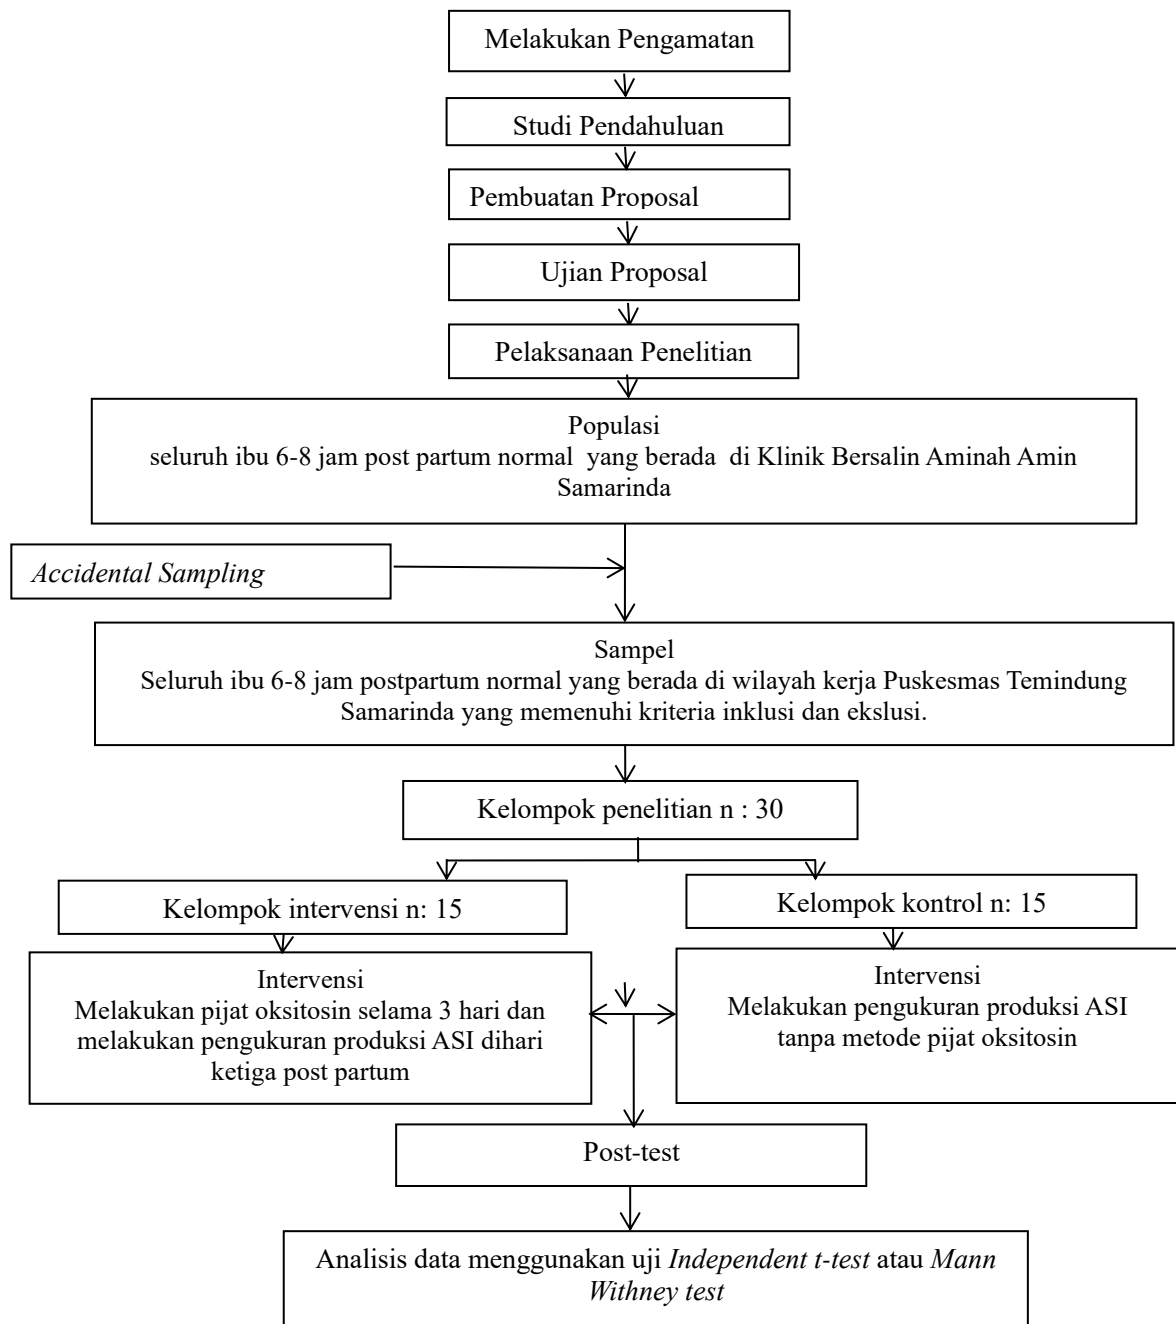 Melakukan Pengamatan
Studi Pendahuluan
Pembuatan Proposal
Ujian Proposal
Pelaksanaan Penelitian
Populasi
seluruh ibu 6-8 jam post partum normal yang berada di Klinik Bersalin Aminah Amin
Samarinda
Accidental Sampling
Sampel
Seluruh ibu 6-8 jam postpartum normal yang berada di wilayah kerja Puskesmas Temindung
Samarinda yang memenuhi kriteria inklusi dan ekslusi.
Kelompok penelitian n : 30
Kelompok intervensi n: 15
Kelompok kontrol n: 15
Intervensi
Melakukan pijat oksitosin selama 3 hari dan
melakukan pengukuran produksi ASI dihari
ketiga post partum
Intervensi
Melakukan pengukuran produksi ASI
tanpa metode pijat oksitosin
Post-test
Analisis data menggunakan uji Independent t-test atau Mann
Withney test